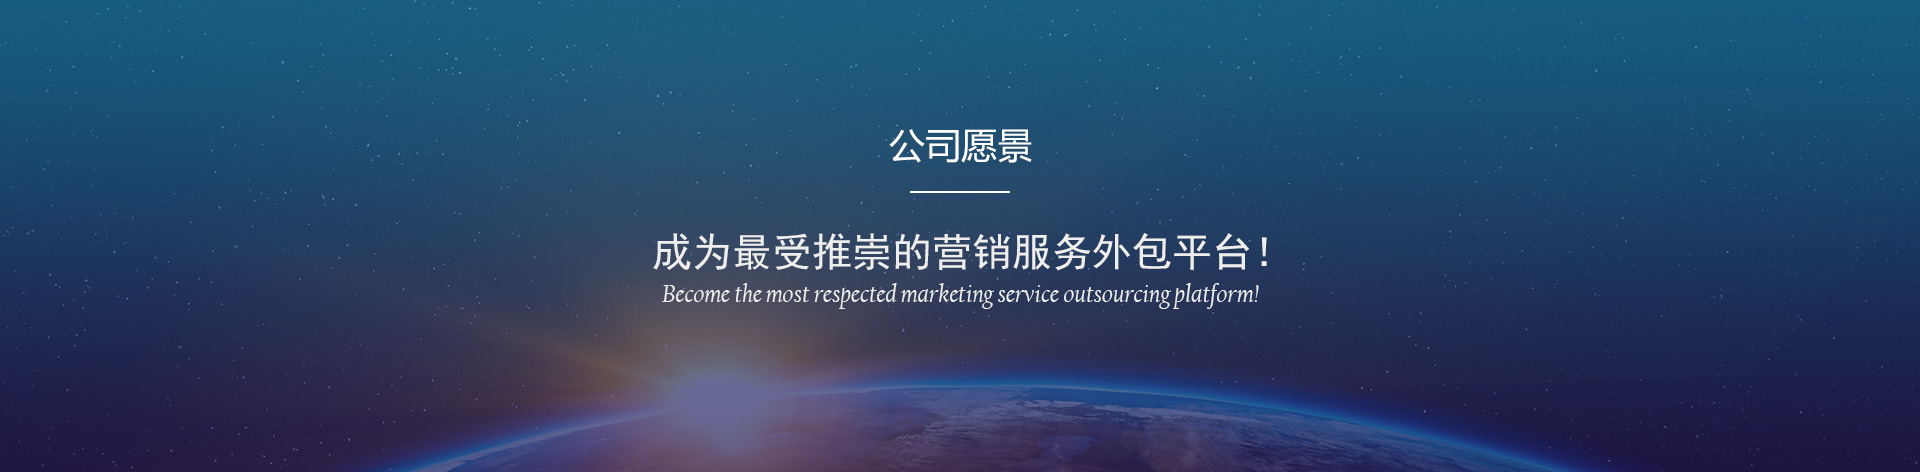 公司愿景
成为最受推崇的营销服务外包平台！
Become the most respected marketing service outsourcing platform!